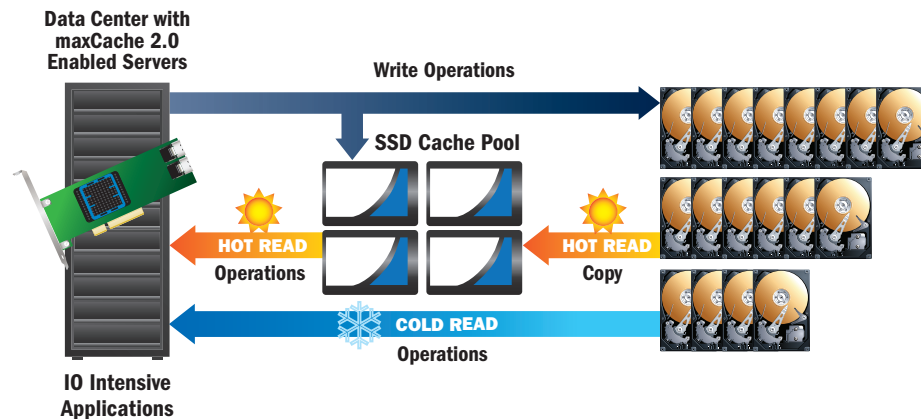 Data Center with
maxCache 2.0
Enabled Servers
Write Operations
SSD Cache Pool
HOT READ
Operations
HOT READ
Copy
COLD READ
Operations
IO Intensive
Applications